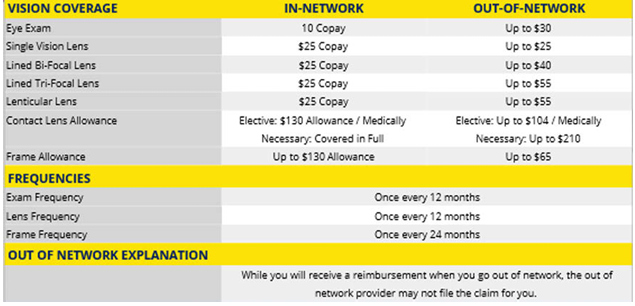 VISION COVERAGE IN-NETWORK OUT-OF-NETWORK
Eye Exam 10 Copay Up to $30
Single Vision Lens $25 Copay Up to $25
Lined Bi-Focal Lens $25 Copay Up to $40
Lined Tri-Focal Lens $25 Copay Up to $55
Lenticular Lens $25 Copay Up to $55
Contact Lens Allowance Elective: $130 Allowance / Medically Elective: Up to $104 / Medically
Necessary: Covered in Full Necessary: Up to $210
Frame Allowance Up to $130 Allowance Up to $65
FREQUENCIES
Exam Frequency Once every 12 months
Lens Frequency Once every 12 months
Frame Frequency Once every 24 months
OUT OF NETWORK EXPLANATION
While you will receive a reimbursement when you go out of network, the out of
network provider may not file the claim for you.